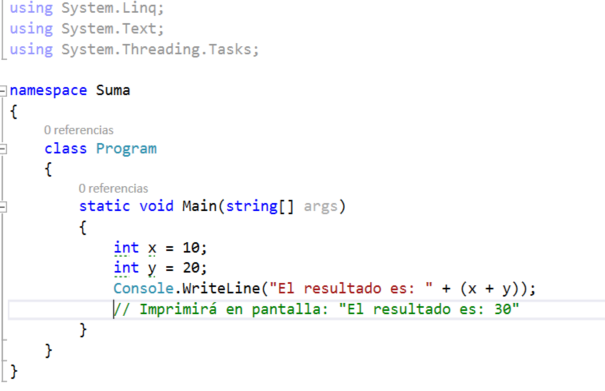 using System.Linq;
using System.Text;
using System.Threading.Tasks;
namespace Suma
{
0 referencias
class Program
{
0 referencias
static void Main(string[] args)
{
int x = 10;
int y = 20;
Console.WriteLine("El resultado es: " + (x + y));
// Imprimirá en pantalla: "El resultado es: 30"
}
}
}